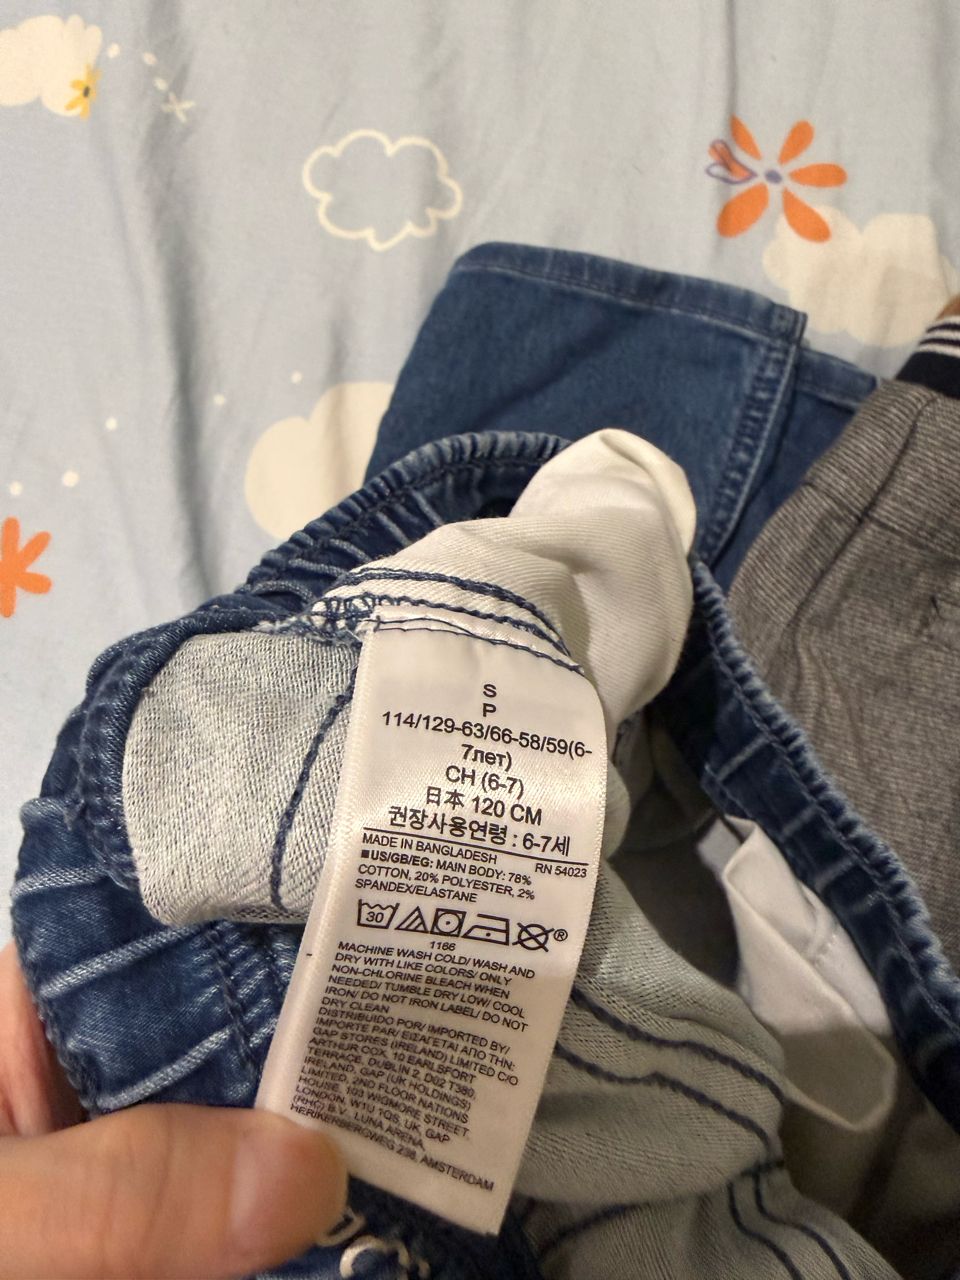 S
P
114/129-63/66-58/59(6-
7лет)
CH (6-7)
日本 120 CM
권장사용연령 : 6-7세
MADE IN BANGLADESH
RN 54023
■US/GB/EG: MAIN BODY: 78%
COTTON, 20% POLYESTER, 2%
SPANDEX/ELASTANE
30
®
1166
MACHINE WASH COLD/ WASH AND
DRY WITH LIKE COLORS/ ONLY
NON-CHLORINE BLEACH WHEN
NEEDED/ TUMBLE DRY LOW/ COOL
IRON/ DO NOT IRON LABEL/ DO NOT
DRY CLEAN
DISTRIBUIDO POR/ IMPORTED BY/
IMPORTE PAR/ ΕΙΣΑΓΕΤΑΙ ΑΠΟ ΤΗΝ:
GAP STORES (IRELAND) LIMITED C/O
ARTHUR COX, 10 EARLSFORT
TERRACE, DUBLIN 2, D02 T380,
IRELAND, GAP (UK HOLDINGS)
LIMITED, 2ND FLOOR NATIONS
HOUSE, 103 WIGMORE STREET,
LONDON, W1U 1QS, UK, GAP
(RHC) B.V., LUNA ARENA,
HERIKERBERGWEG 238, AMSTERDAM